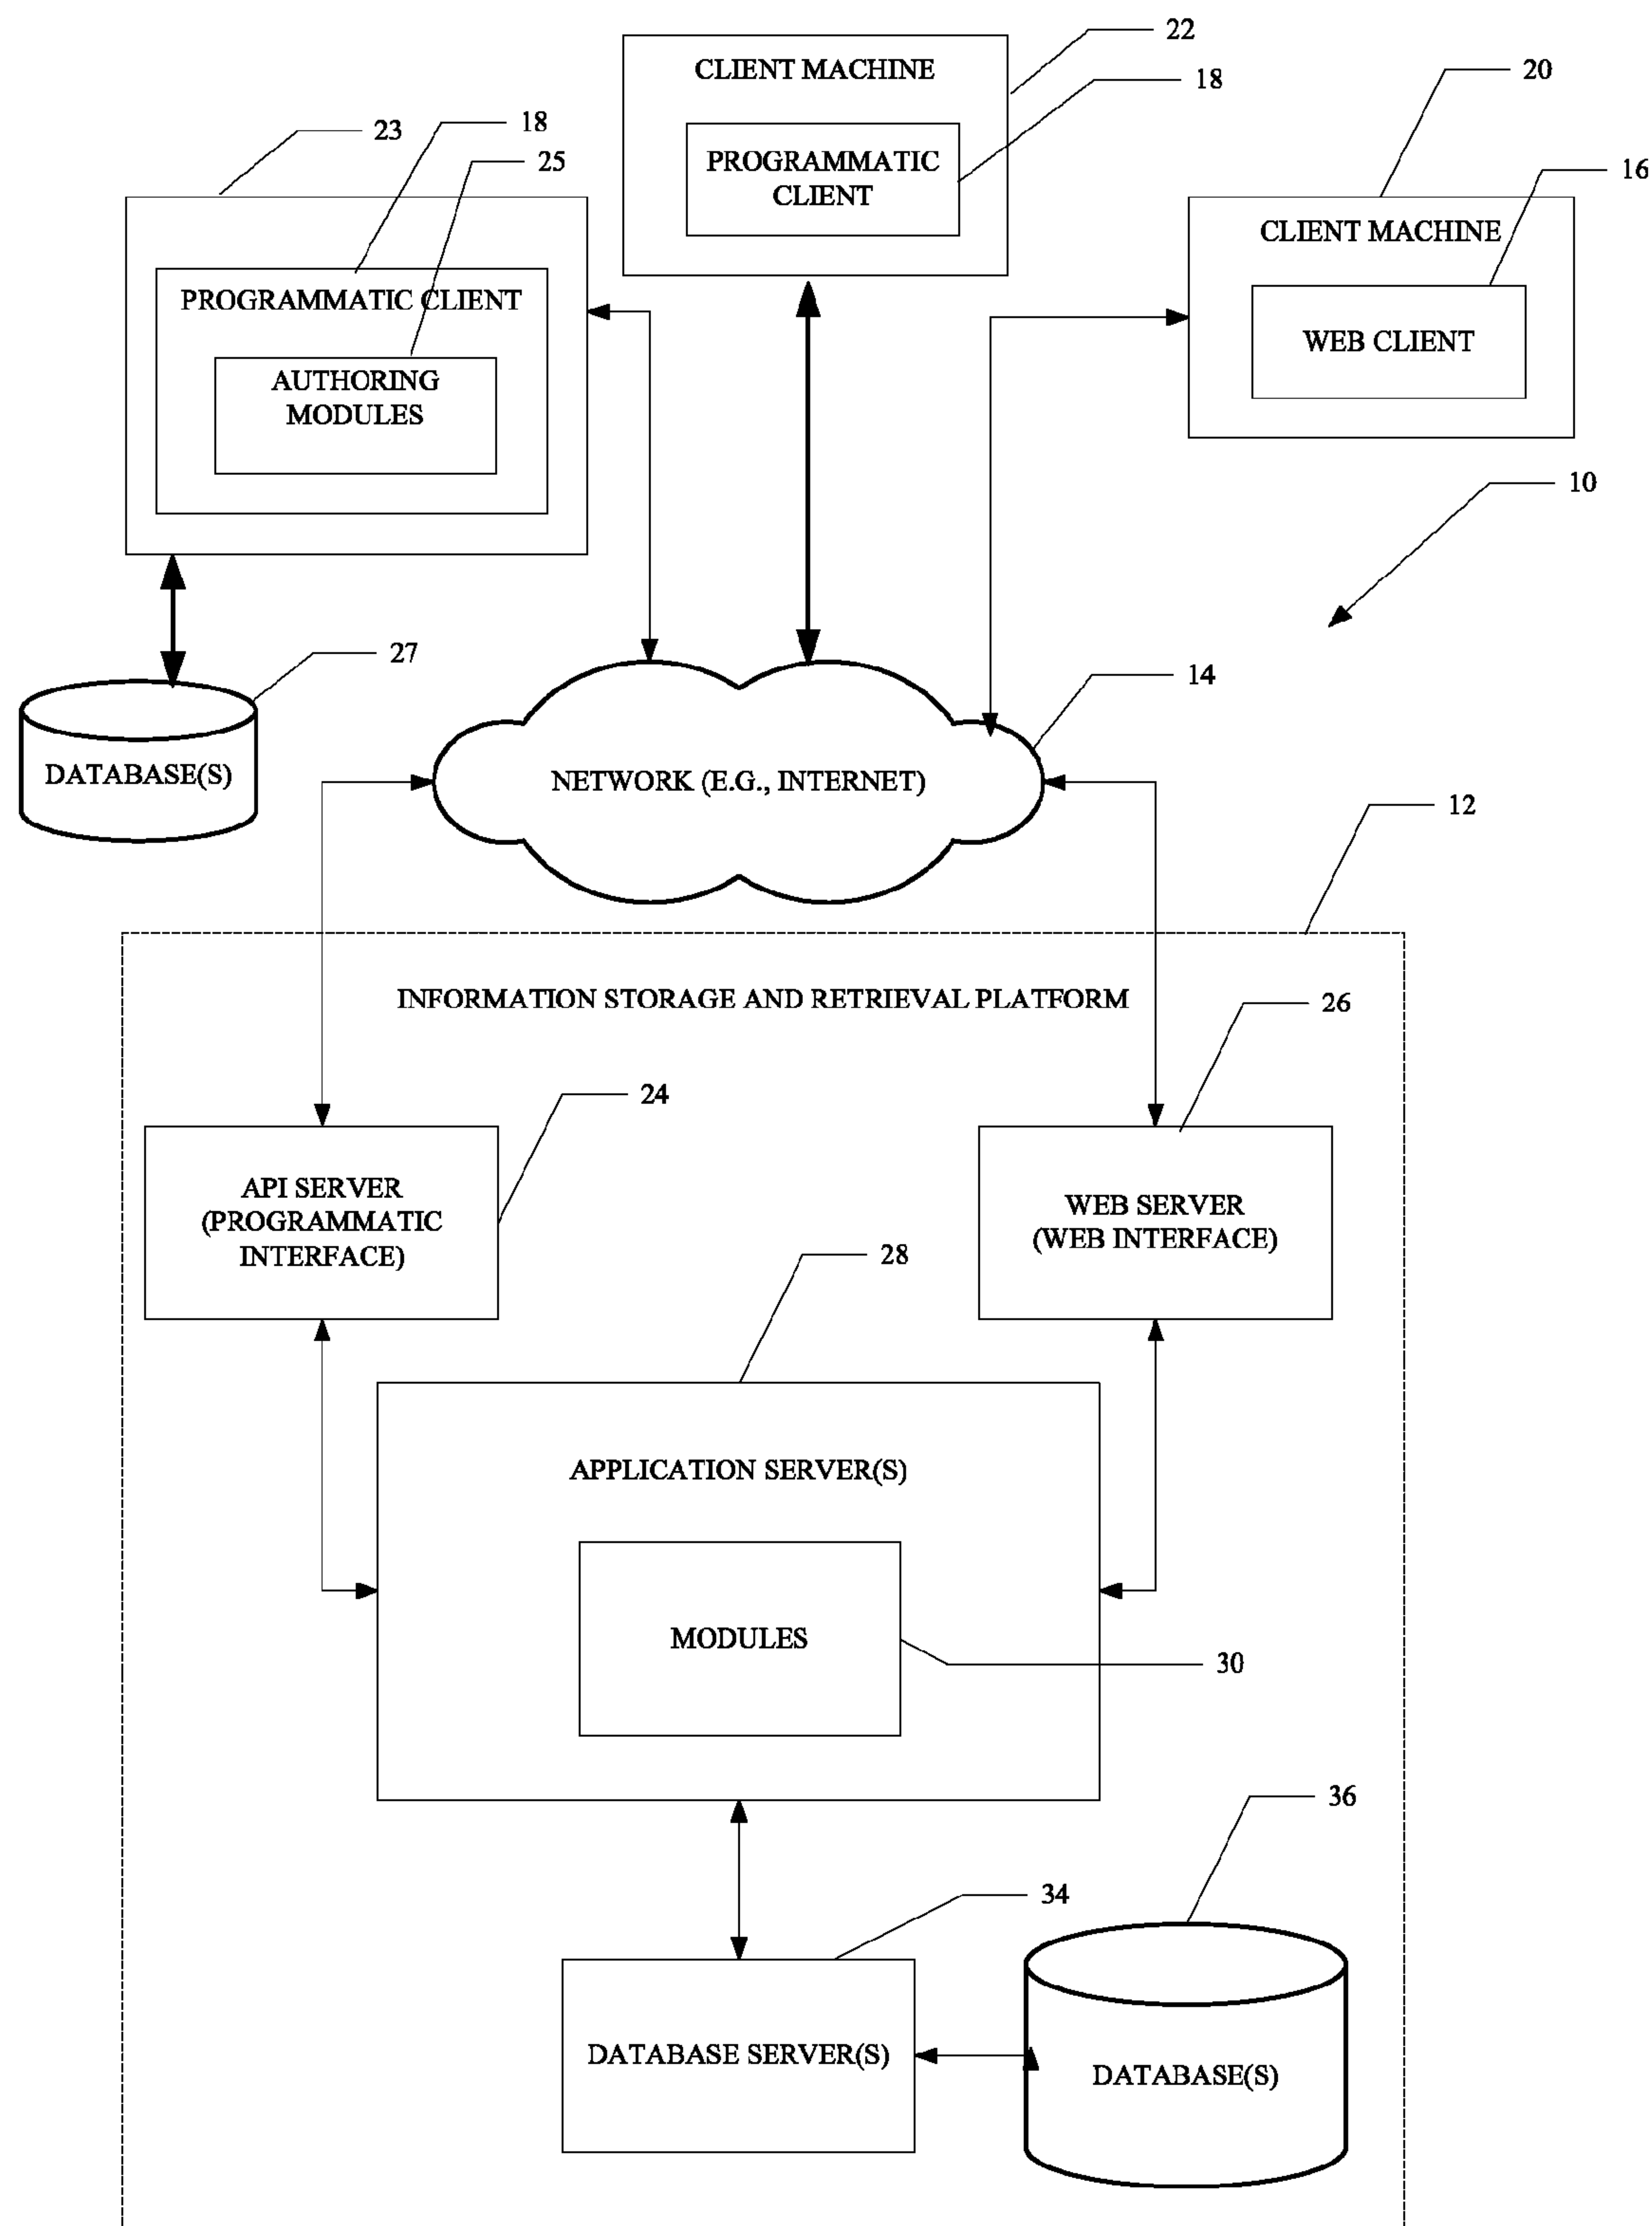 22
CLIENT MACHINE
20
18
18
23
PROGRAMMATIC
CLIENT
25
16
CLIENT MACHINE
PROGRAMMATIC CLIENT
WEB CLIENT
AUTHORING
MODULES
10
27
14
DATABASE(S)
NETWORK (E.G., INTERNET)
12
INFORMATION STORAGE AND RETRIEVAL PLATFORM
26
24
API SERVER
(PROGRAMMATIC
INTERFACE)
WEB SERVER
(WEB INTERFACE)
28
APPLICATION SERVER(S)
MODULES
30
36
34
DATABASE SERVER(S)
DATABASE(S)